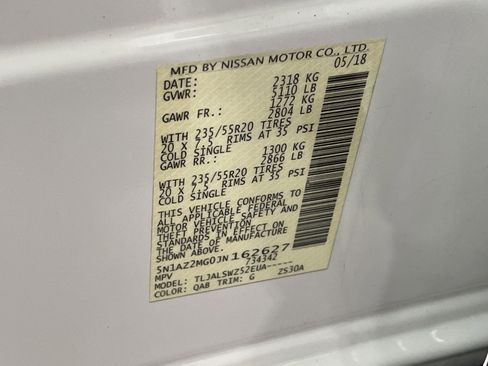 MFD BY NISSAN MOTOR CO., LTD.
DATE: 05/18
GVWR: 2318 KG
5110 LB
GAWR FR.: 1272 KG
2804 LB
WITH 235/55R20 TIRES
20 X 7.5 RIMS AT 35 PSI
COLD SINGLE
GAWR RR.: 1300 KG
2866 LB
WITH 235/55R20 TIRES
20 X 7.5 RIMS AT 35 PSI
COLD SINGLE
THIS VEHICLE CONFORMS TO
ALL APPLICABLE FEDERAL
MOTOR VEHICLE SAFETY AND
STANDARDS IN EFFECT ON
THE DATE OF MANUFACTURE
SHOWN ABOVE.
5N1AZ2MG0JN162627
MPV 734342
MODEL: TLJALSWZ52EUA-----
COLOR: QAB TRIM: G ZS30A